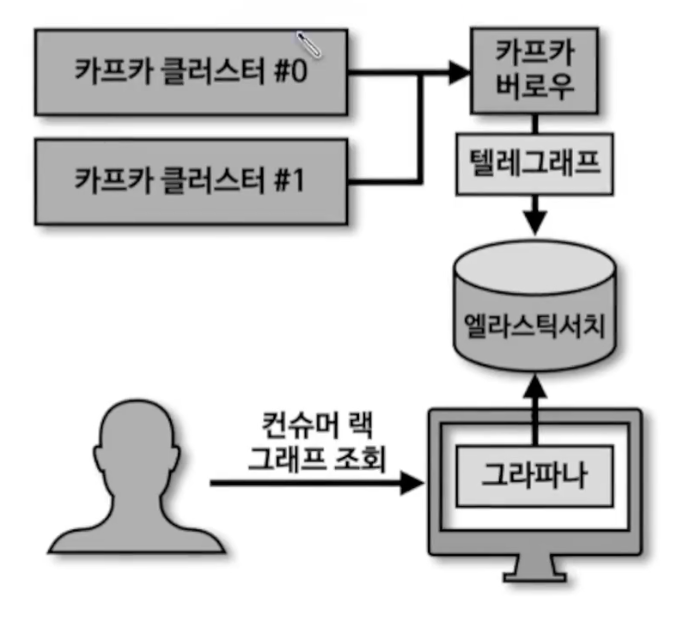 카프카 클러스터 #0
카프카
버로우
카프카 클러스터 #1
텔레그래프
엘라스틱서치
컨슈머 랙
그래프 조회
그라파나